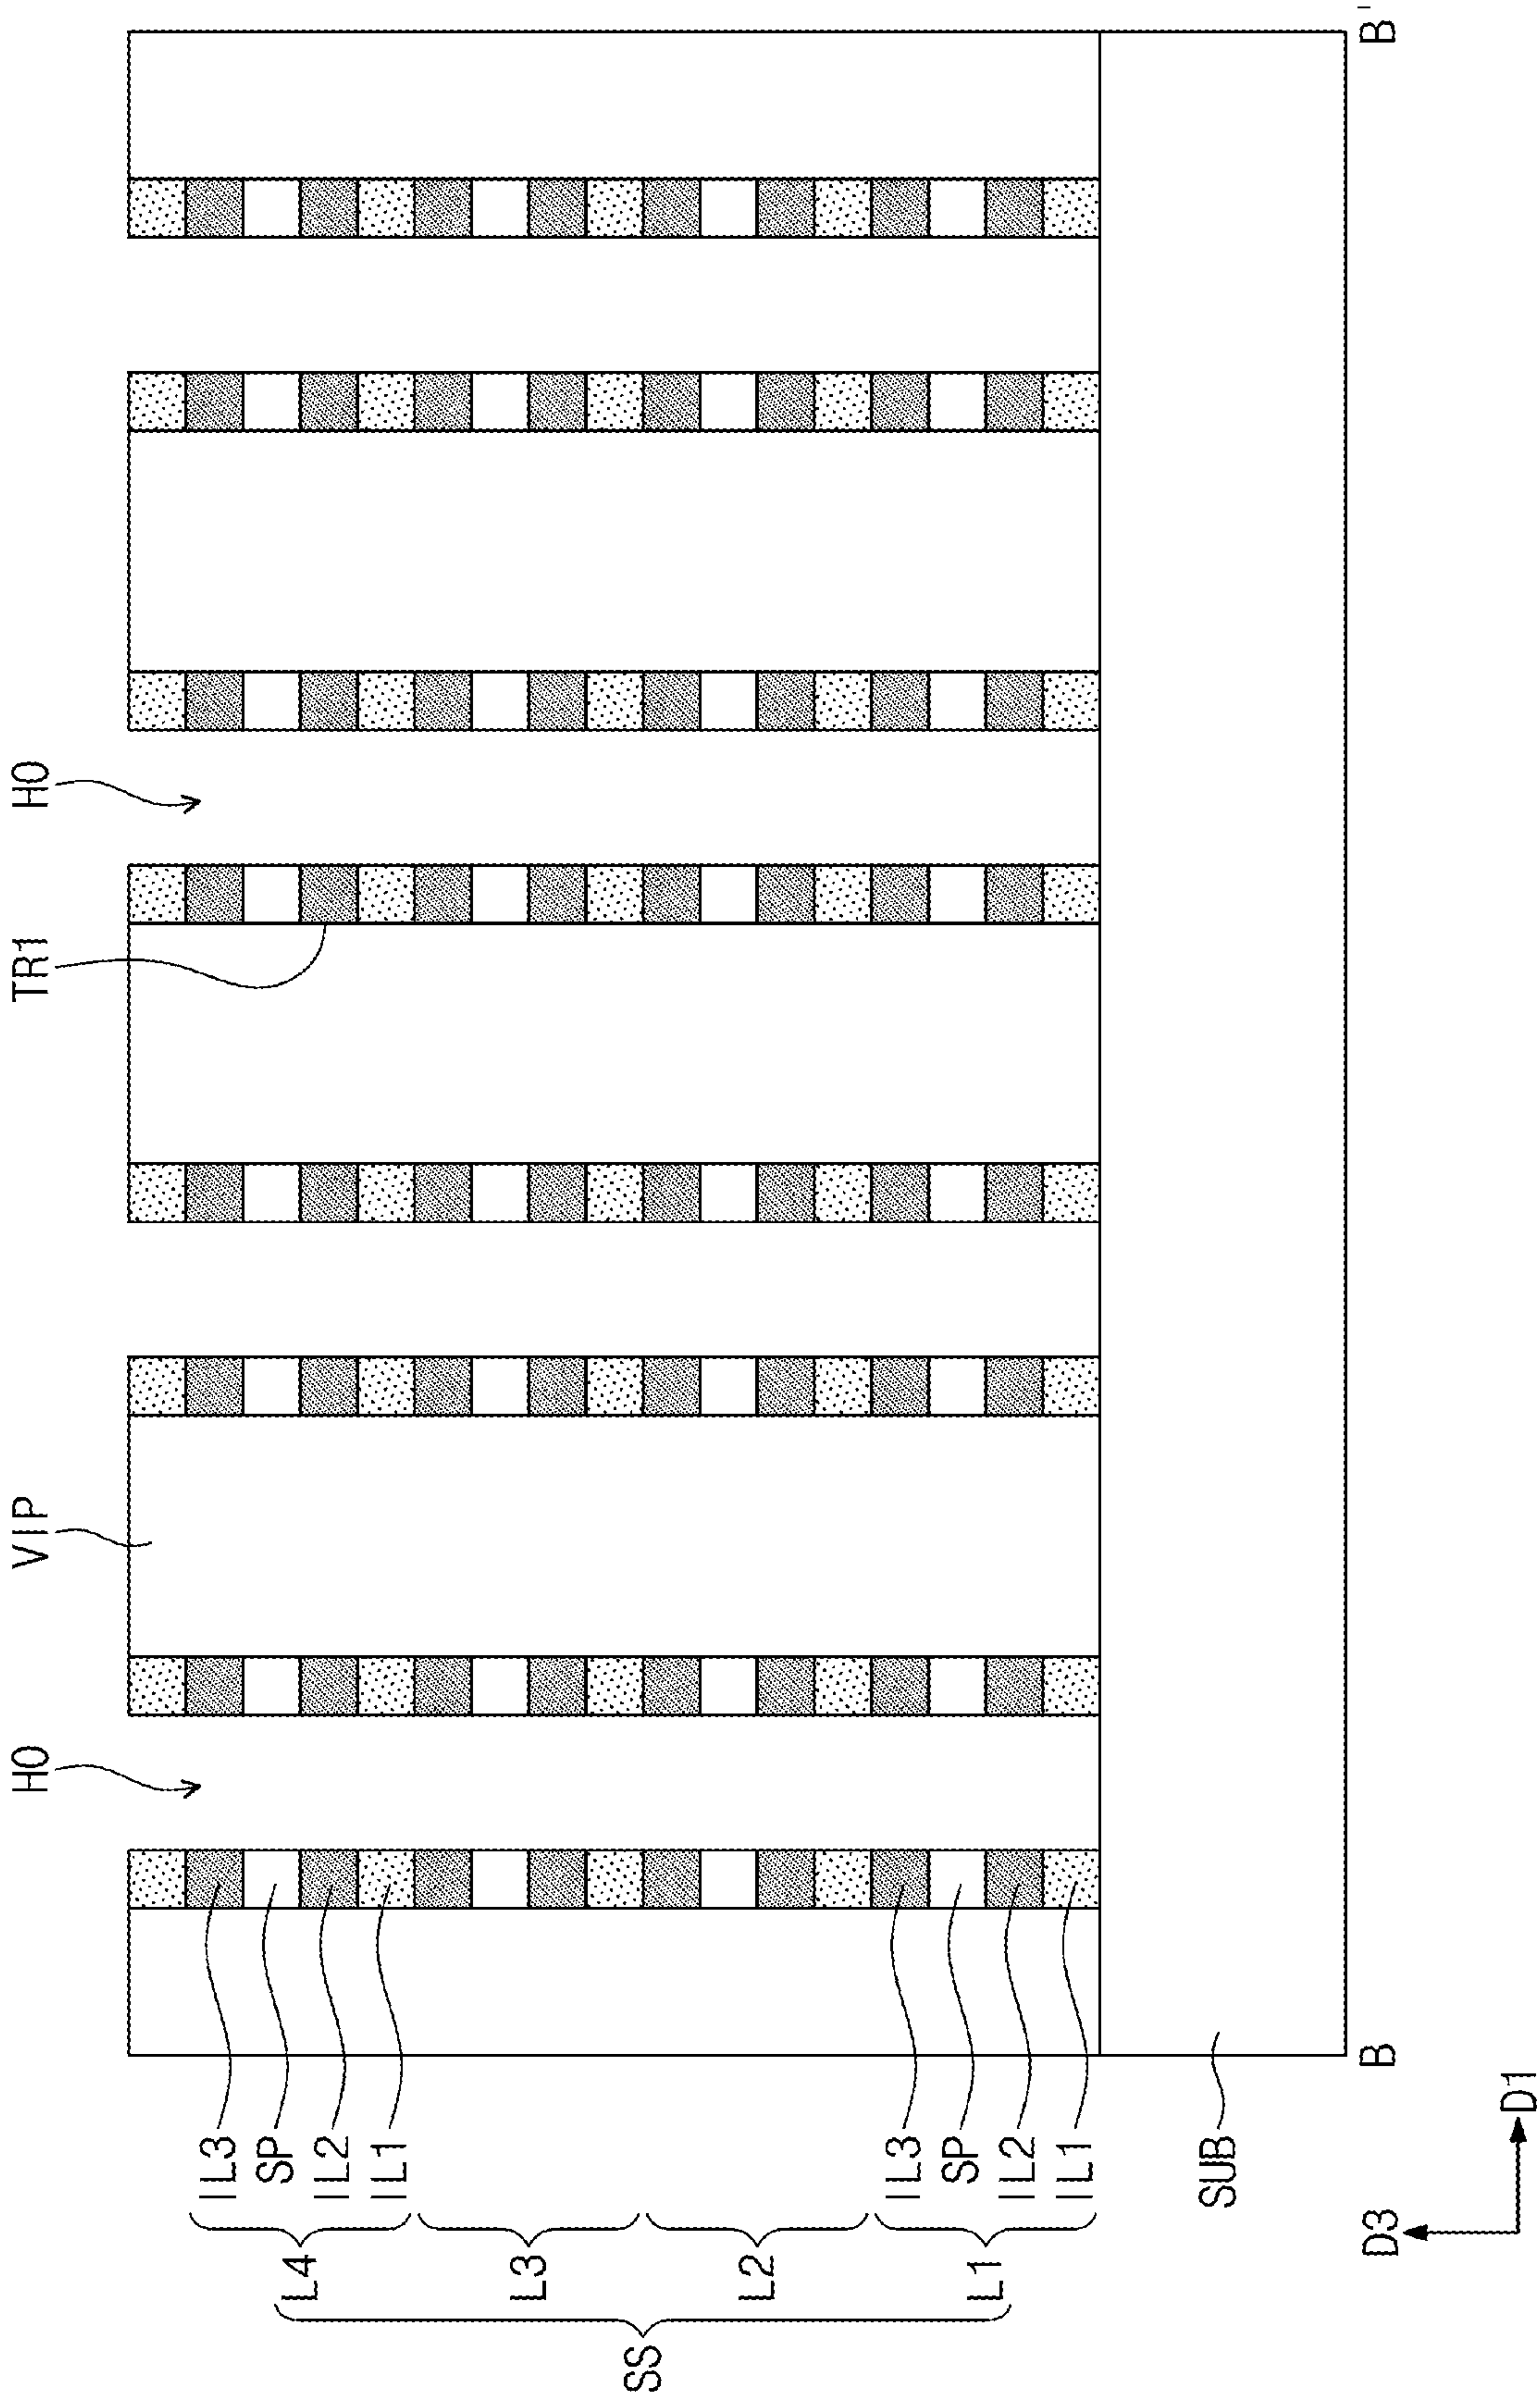 HO
VIP
TR1
HO
IL3
SP
IL2
IL1
IL3
SP
IL2
IL1
L4
L3
L2
L1
SS
SUB
B
B'
D3
D1